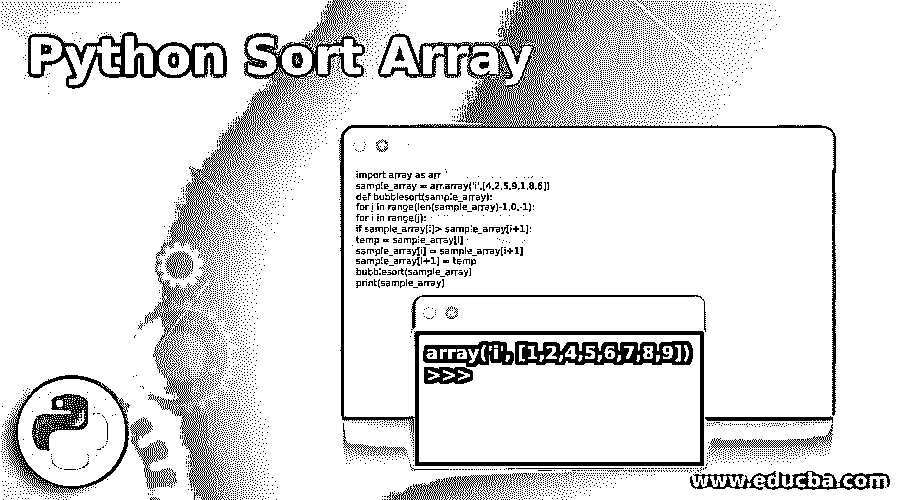 Python Sort Array
import array as arr
sample_array = arr.array('i',[4,2,5,9,1,8,6])
def bubblesort(sample_array):
for j in range(len(sample_array)-1,0,-1):
for i in range(j):
if sample_array[i]> sample_array[i+1]:
temp = sample_array[i]
sample_array[i] = sample_array[i+1]
sample_array[i+1] = temp
bubblesort(sample_array)
print(sample_array)
array('i', [1,2,4,5,6,7,8,9])
>>>
www.educba.com